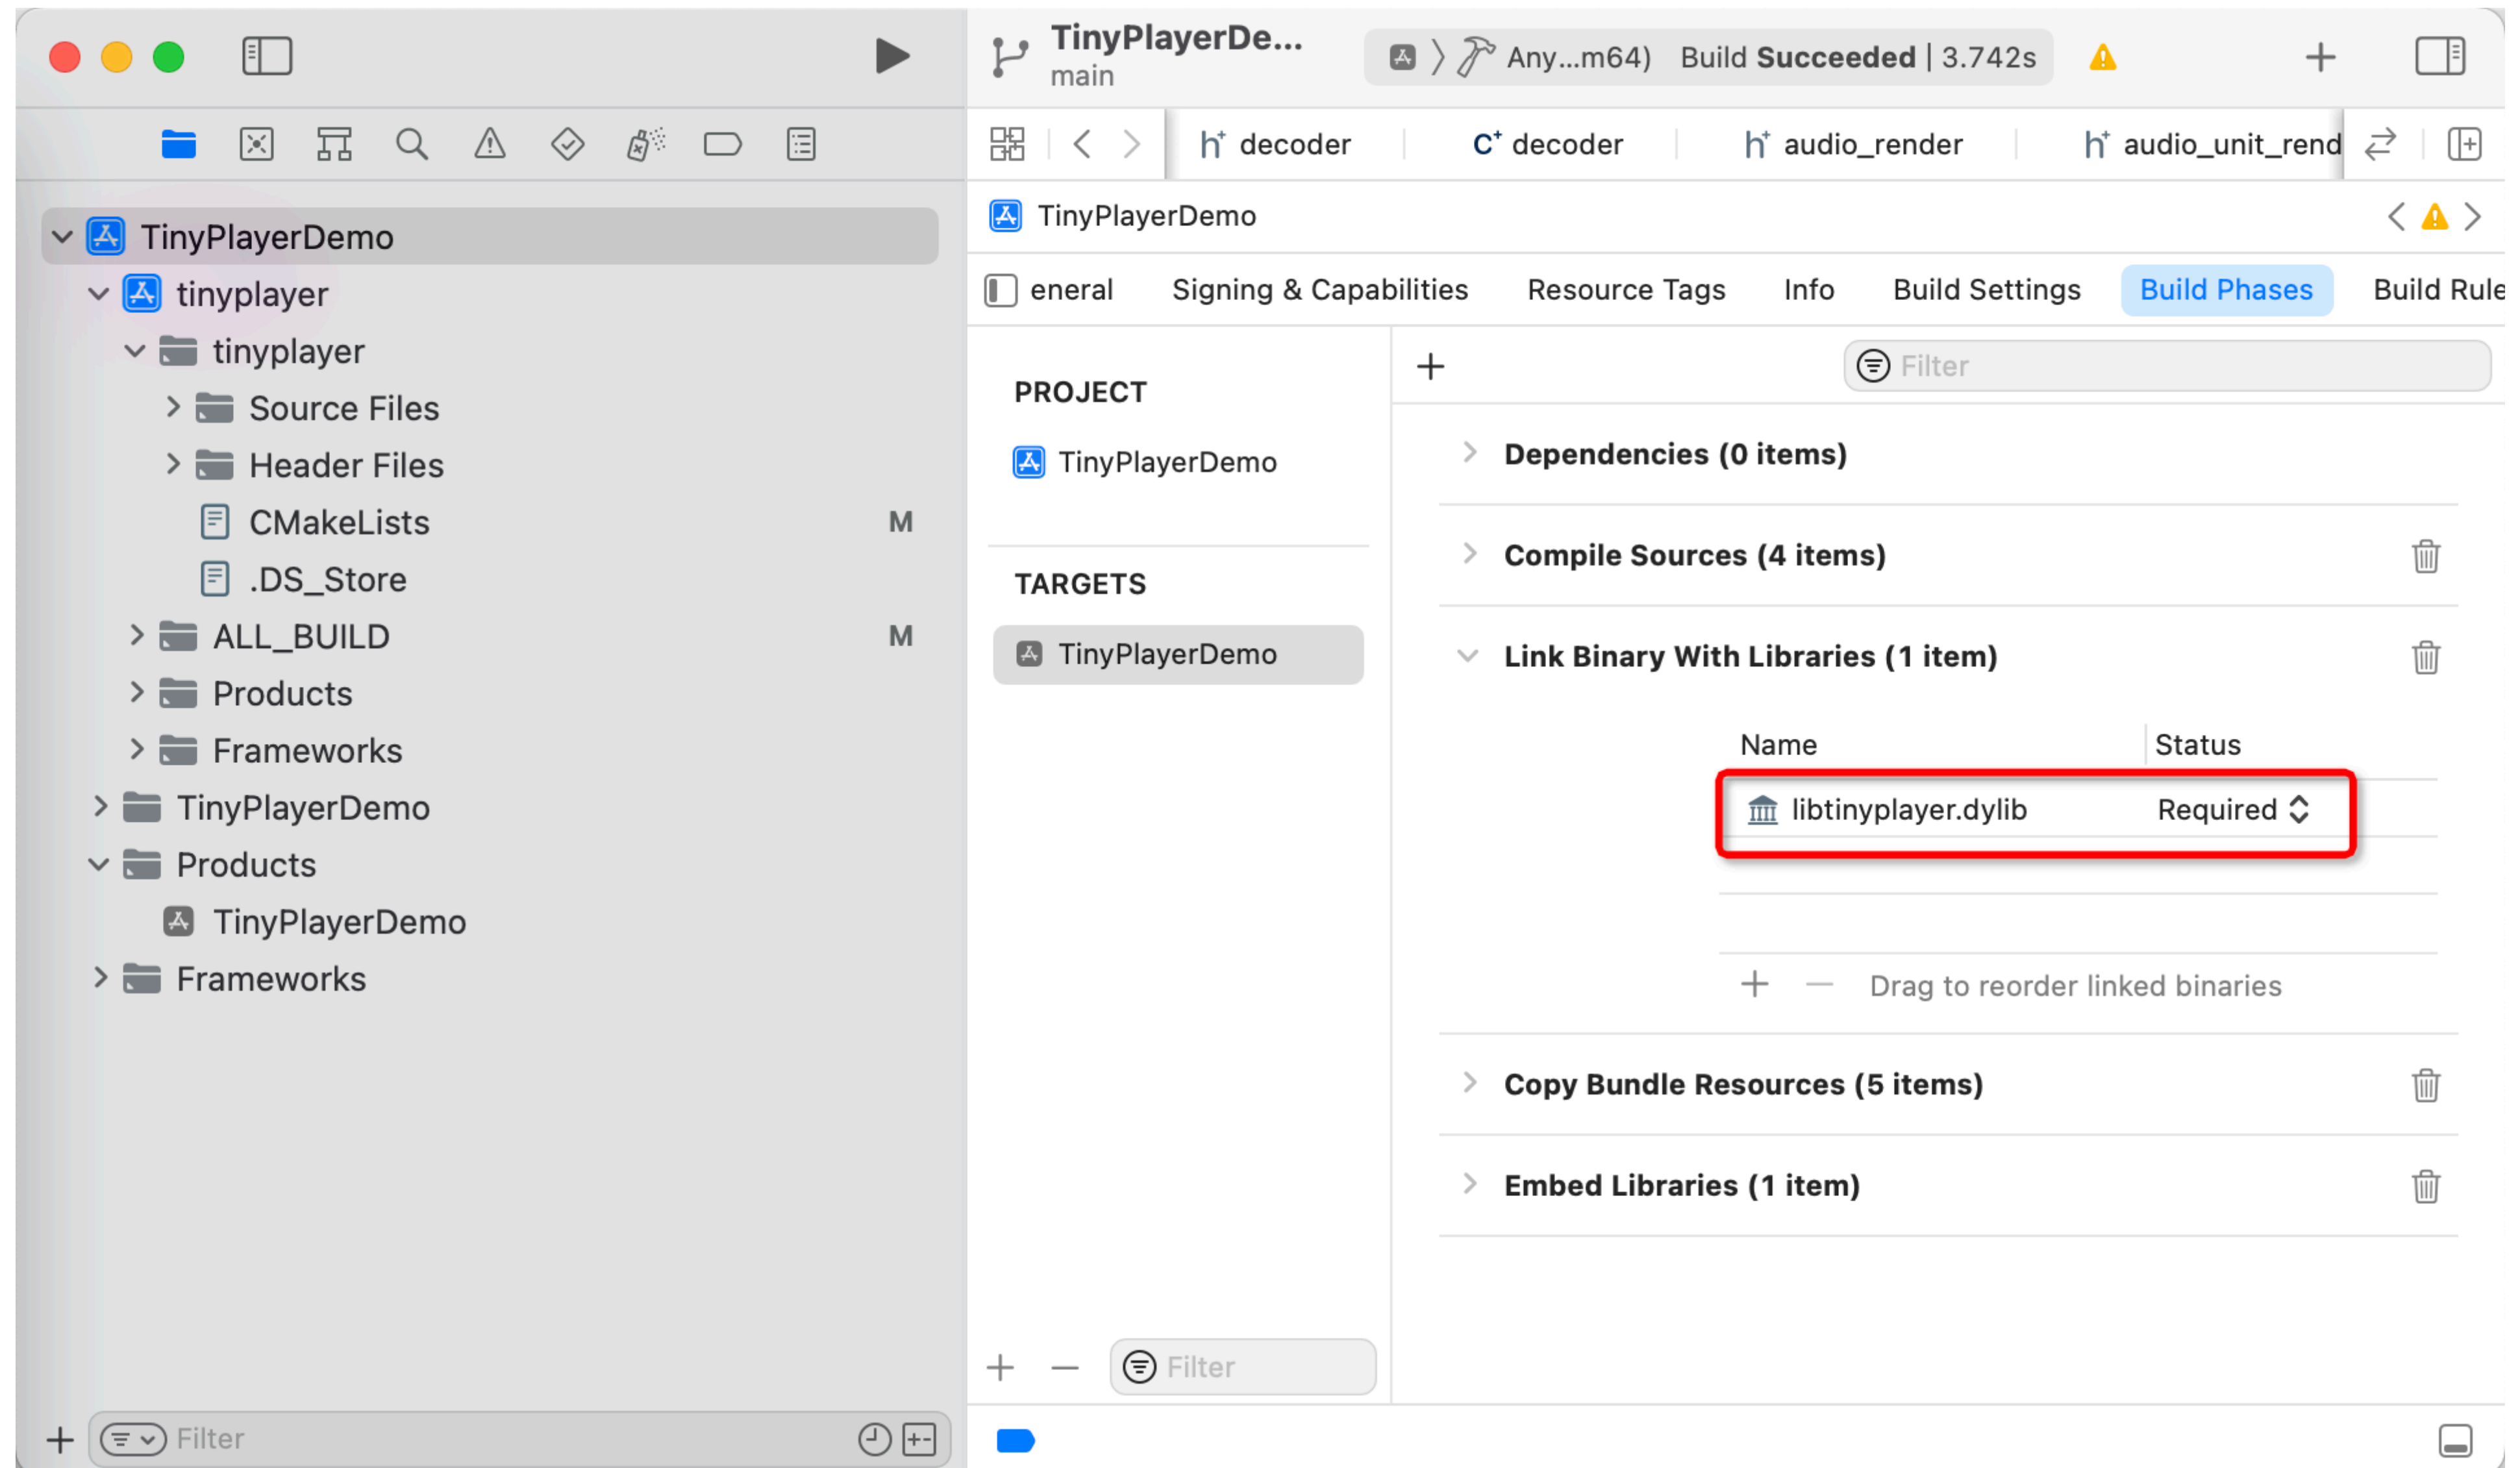 TinyPlayerDe...
main
Any...m64) Build Succeeded | 3.742s
decoder
decoder
audio_render
audio_unit_rend
TinyPlayerDemo
eneral Signing & Capabilities Resource Tags Info Build Settings Build Phases Build Rule
TinyPlayerDemo
tinyplayer
tinyplayer
Source Files
Header Files
CMakeLists M
.DS_Store
ALL_BUILD M
Products
Frameworks
TinyPlayerDemo
Products
TinyPlayerDemo
Frameworks
Filter
PROJECT
TinyPlayerDemo
TARGETS
TinyPlayerDemo
Filter
Filter
Dependencies (0 items)
Compile Sources (4 items)
Link Binary With Libraries (1 item)
Name Status
libtinyplayer.dylib Required
Drag to reorder linked binaries
Copy Bundle Resources (5 items)
Embed Libraries (1 item)